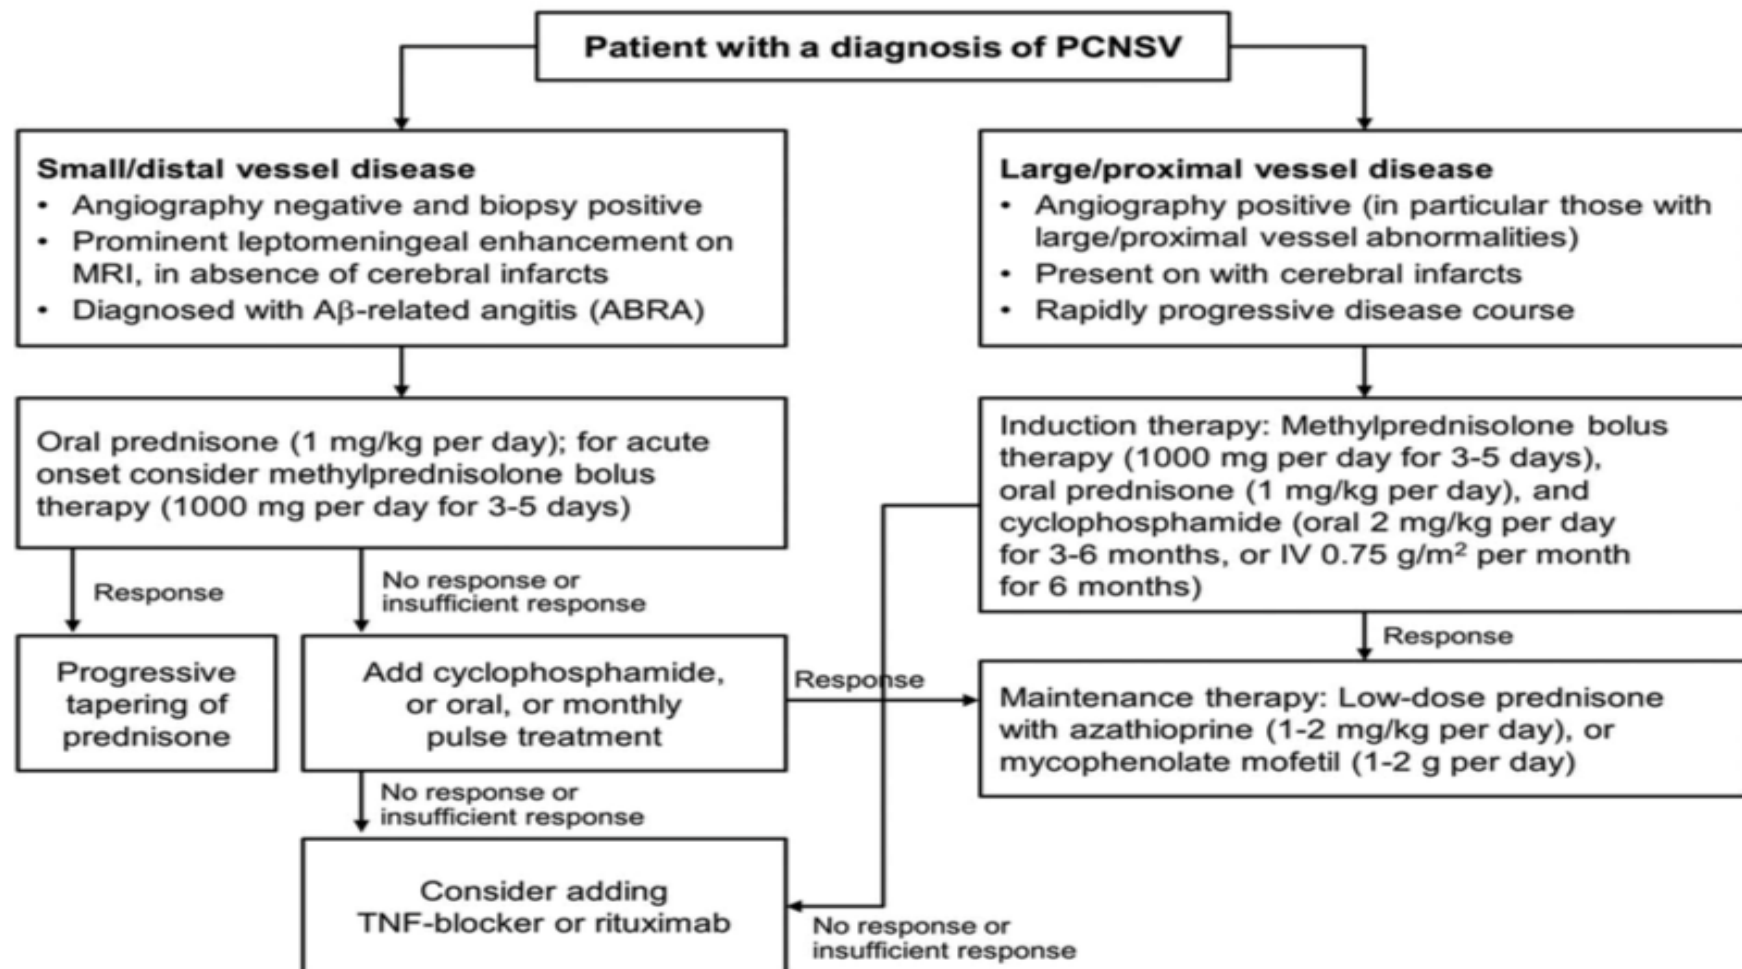 Patient with a diagnosis of PCNSV
Small/distal vessel disease
• Angiography negative and biopsy positive
• Prominent leptomeningeal enhancement on
MRI, in absence of cerebral infarcts
• Diagnosed with Aβ-related angitis (ABRA)
Large/proximal vessel disease
• Angiography positive (in particular those with
large/proximal vessel abnormalities)
• Present on with cerebral infarcts
• Rapidly progressive disease course
Oral prednisone (1 mg/kg per day); for acute
onset consider methylprednisolone bolus
therapy (1000 mg per day for 3-5 days)
Induction therapy: Methylprednisolone bolus
therapy (1000 mg per day for 3-5 days),
oral prednisone (1 mg/kg per day), and
cyclophosphamide (oral 2 mg/kg per day
for 3-6 months, or IV 0.75 g/m² per month
for 6 months)
Response
No response or
insufficient response
Response
Progressive
tapering of
prednisone
Add cyclophosphamide,
or oral, or monthly
pulse treatment
Response
Maintenance therapy: Low-dose prednisone
with azathioprine (1-2 mg/kg per day), or
mycophenolate mofetil (1-2 g per day)
No response or
insufficient response
Consider adding
TNF-blocker or rituximab
No response or
insufficient response